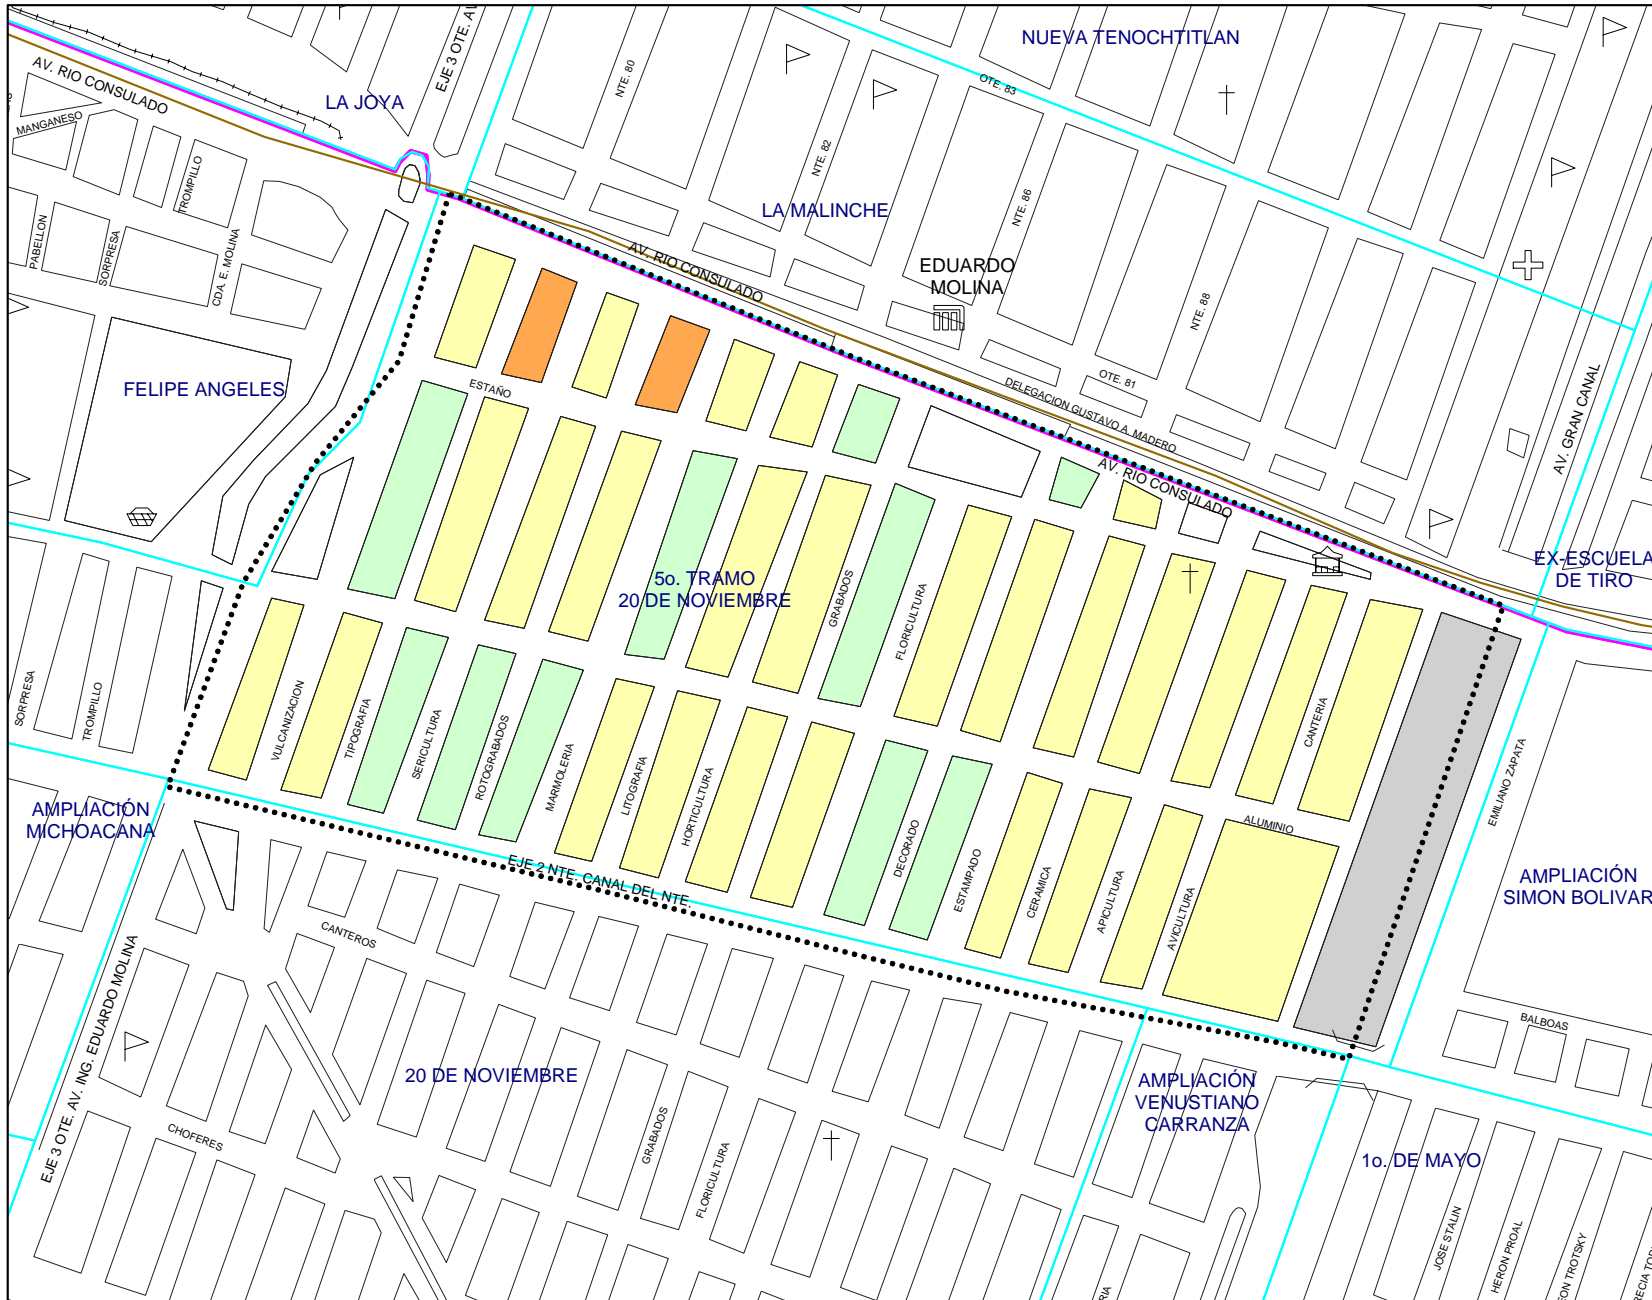 NUEVA TENOCHTITLAN
AV. RIO CONSULADO
EJE 3 OTE. AV.
LA JOYA
NTE. 80
OTE. 83
MANGANESO
NTE. 82
TROMPILLO
NTE. 86
LA MALINCHE
PABELLON
SORPRESA
CDA. E. MOLINA
AV. RIO CONSULADO
EDUARDO
MOLINA
NTE. 88
FELIPE ANGELES
ESTAÑO
OTE. 81
DELEGACION GUSTAVO A. MADERO
AV. GRAN CANAL
AV. RIO CONSULADO
EX-ESCUELA
DE TIRO
5o. TRAMO
20 DE NOVIEMBRE
GRABADOS
FLORICULTURA
SORPRESA
TROMPILLO
VULCANIZACION
TIPOGRAFIA
SERICULTURA
ROTOGRABADOS
MARMOLERIA
LITOGRAFIA
HORTICULTURA
CANTERIA
EMILIANO ZAPATA
AMPLIACIÓN
MICHOACANA
ALUMINIO
DECORADO
ESTAMPADO
CERAMICA
APICULTURA
AVICULTURA
EJE 2 NTE. CANAL DEL NTE.
AMPLIACIÓN
SIMON BOLIVAR
CANTEROS
EJE 3 OTE. AV. ING. EDUARDO MOLINA
BALBOAS
20 DE NOVIEMBRE
AMPLIACIÓN
VENUSTIANO
CARRANZA
CHOFERES
GRABADOS
FLORICULTURA
1o. DE MAYO
JOSE STALIN
HERON PROAL
EON TROTSKY